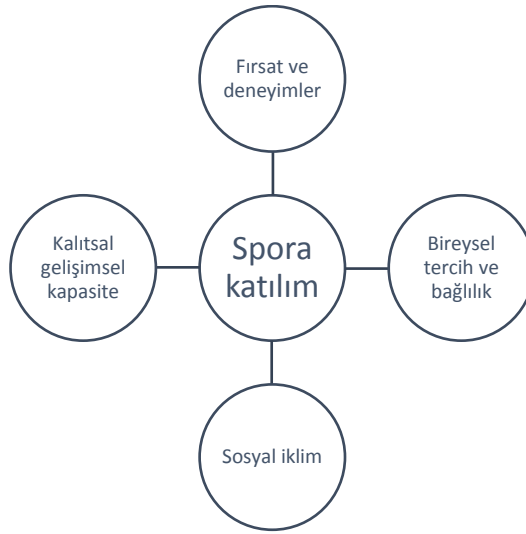 Fırsat ve
deneyimler
Kalıtsal
gelişimsel
kapasite
Spora
katılım
Bireysel
tercih ve
bağlılık
Sosyal iklim